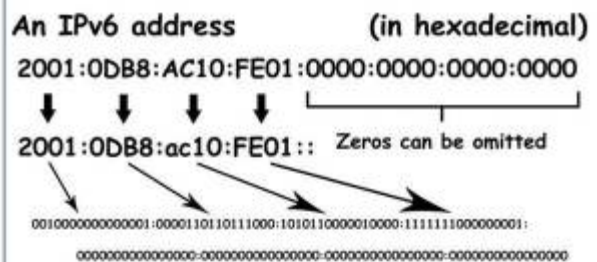 An IPv6 address (in hexadecimal)
2001:0DB8:AC10:FE01:0000:0000:0000:0000
2001:0DB8:ac10:FE01:: Zeros can be omitted
0010000000000001:0000110110111000:1010110000010000:1111111000000001:
0000000000000000:0000000000000000:0000000000000000:0000000000000000